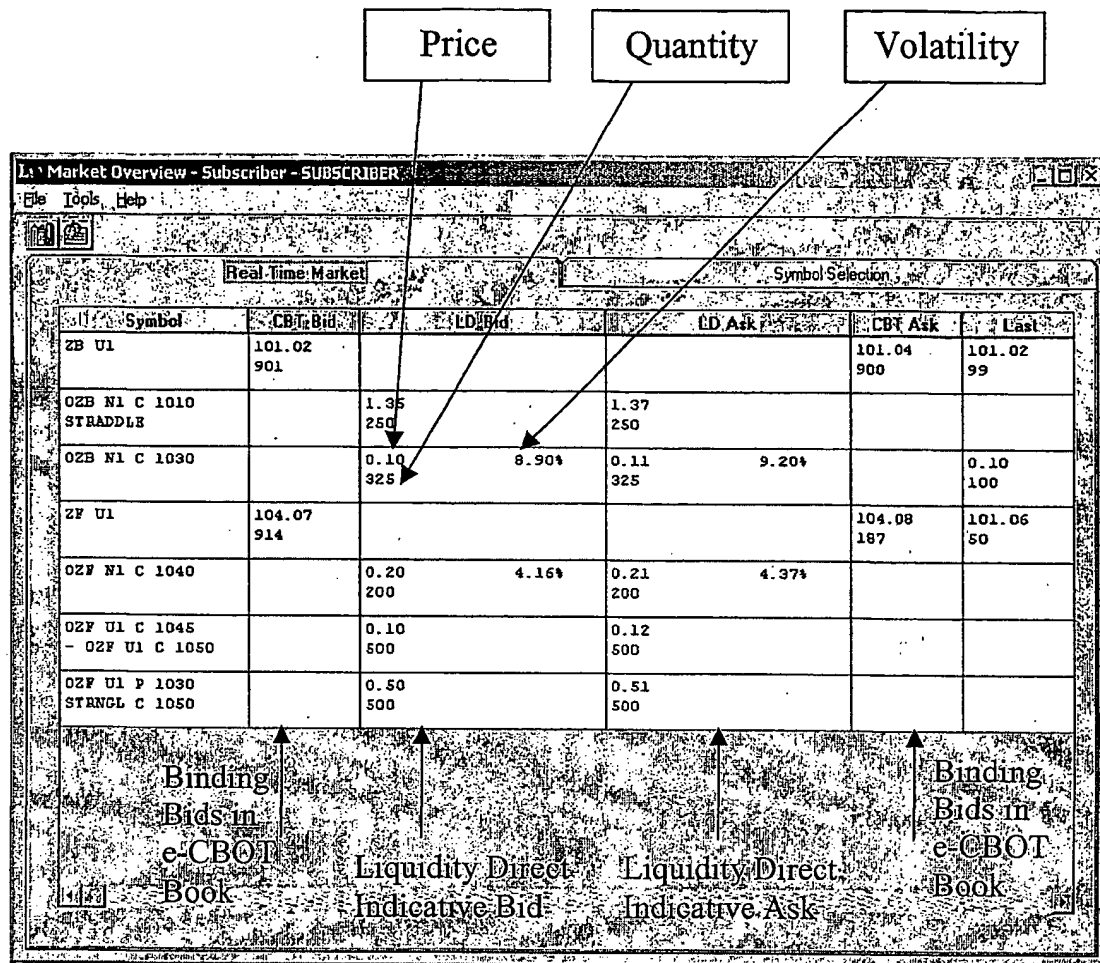 Price Quantity Volatility
Market Overview - Subscriber - SUBSCRIBER
File Tools Help
Real Time Market Symbol Selection
Symbol CBT Bid LD Bid LD Ask CBT Ask Last
ZB U1 101.02 101.04 101.02
901 900 99
OZB N1 C 1010 1.35 1.37
STRADDLE 250 250
OZB N1 C 1030 0.10 8.90% 0.11 9.20% 0.10
325 325 100
ZF U1 104.07 104.08 101.06
914 187 50
OZF N1 C 1040 0.20 4.16% 0.21 4.37%
200 200
OZF U1 C 1045 0.10 0.12
- OZF U1 C 1050 500 500
OZF U1 P 1030 0.50 0.51
STRNGL C 1050 500 500
Binding
Bids in
e-CBOT
Book
Liquidity Direct
Indicative Bid
Liquidity Direct
Indicative Ask
Binding
Bids in
e-CBOT
Book